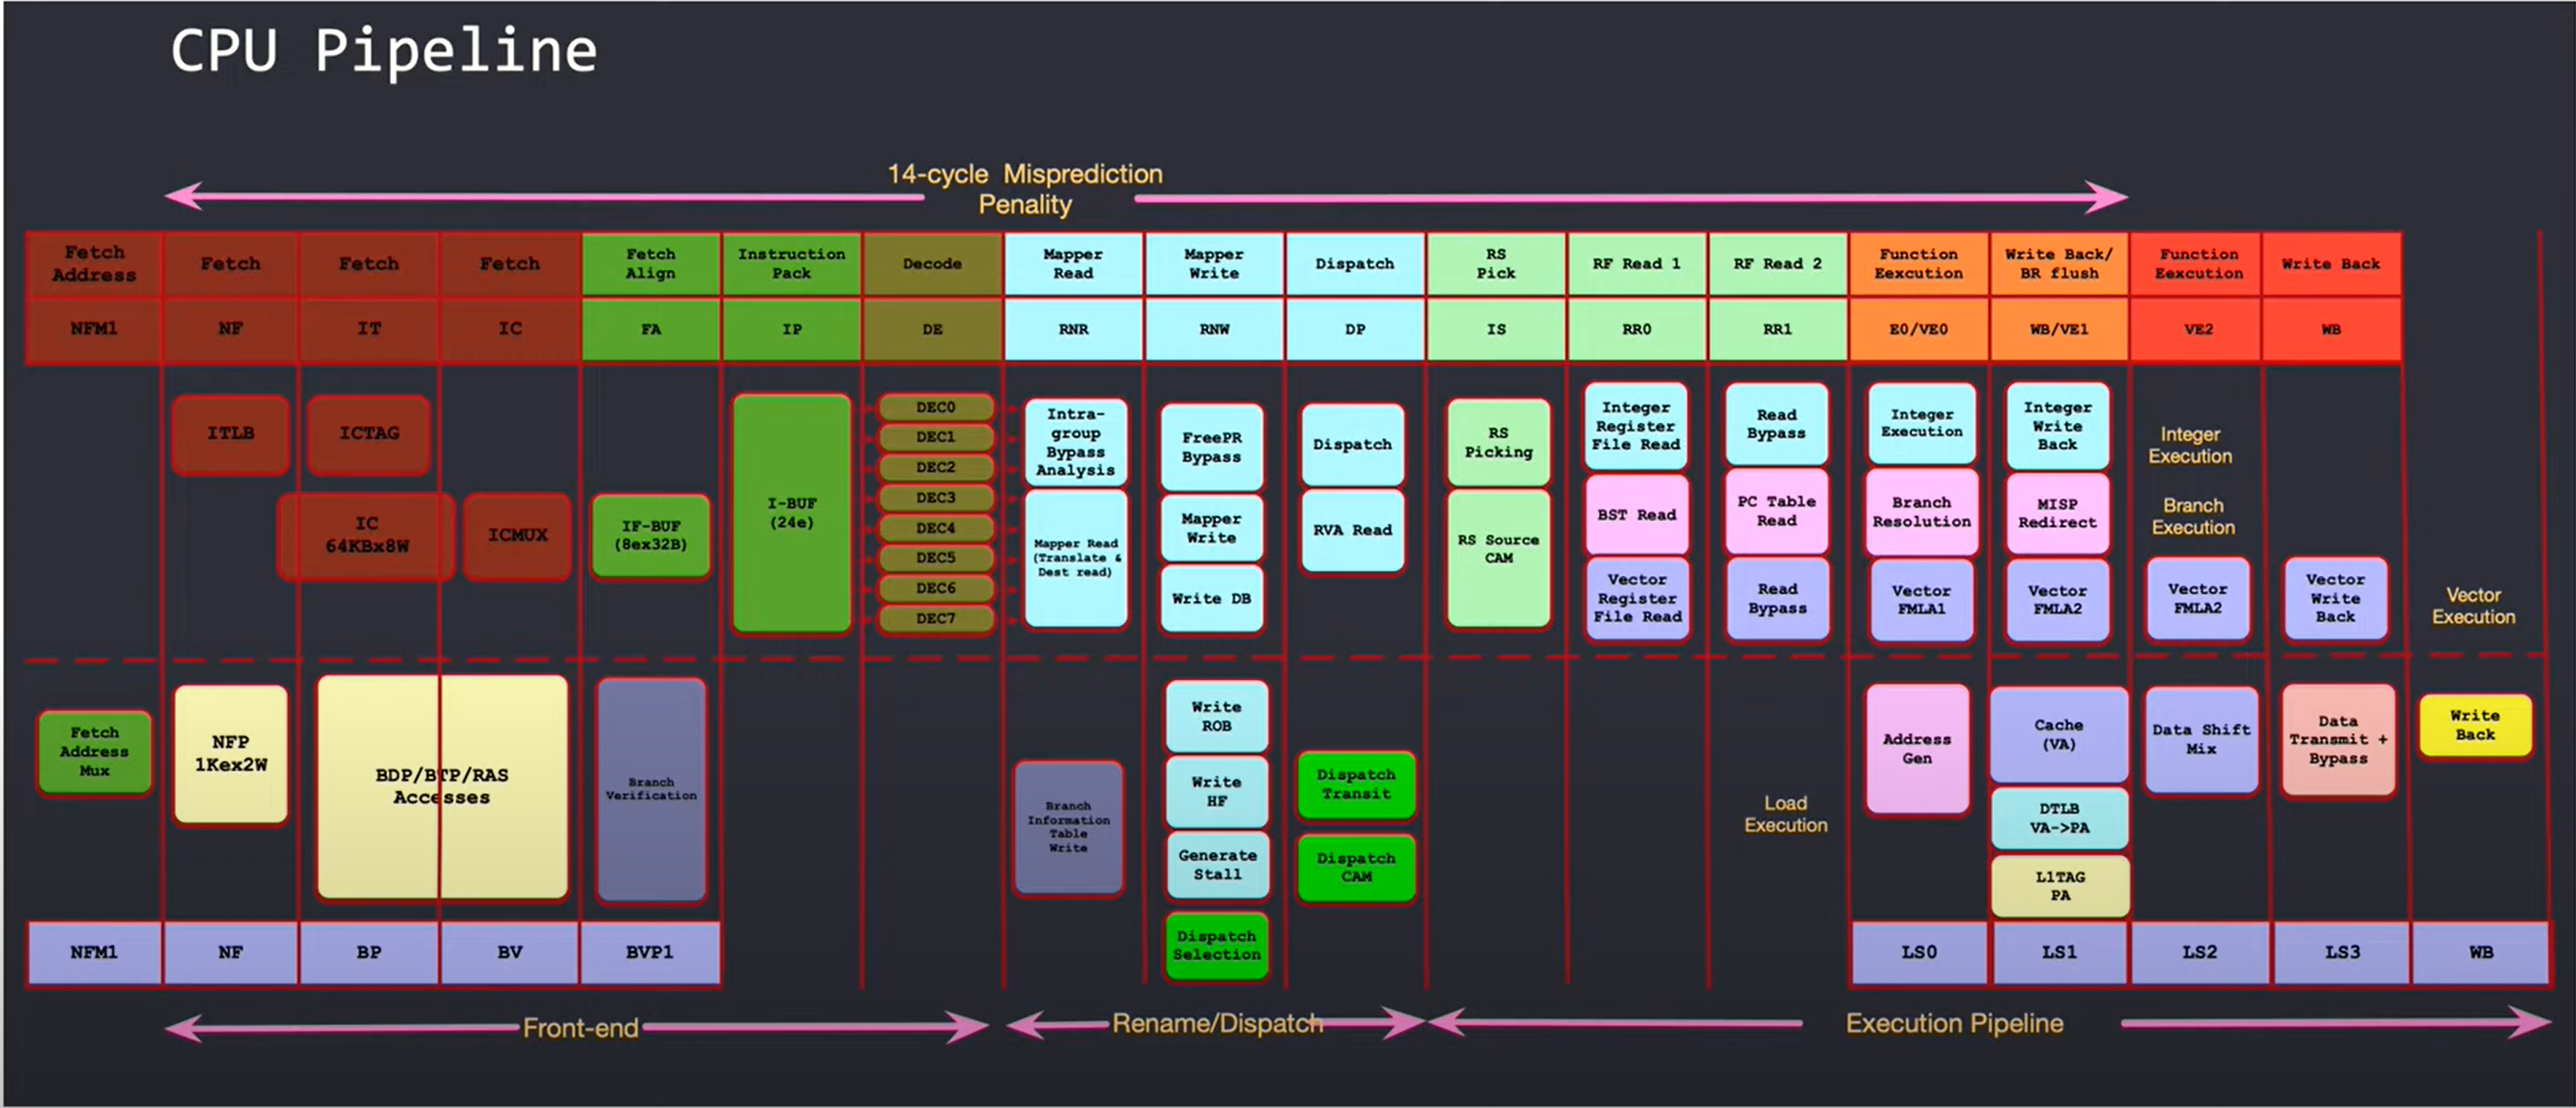 CPU Pipeline
14-cycle Misprediction
Penality
Fetch
Address
Fetch
Fetch
Fetch
Fetch
Align
Instruction
Pack
Decode
Mapper
Read
Mapper
Write
Dispatch
RS
Pick
RF Read 1
RF Read 2
Function
Eexcution
Write Back/
BR flush
Function
Eexcution
Write Back
NFM1
NF
IT
IC
FA
IP
DE
RNR
RNW
DP
IS
RR0
RR1
E0/VE0
WB/VE1
VE2
WB
ITLB
ICTAG
IC
64KBx8W
ICMUX
IF-BUF
(8ex32B)
I-BUF
(24e)
DEC0
DEC1
DEC2
DEC3
DEC4
DEC5
DEC6
DEC7
Intra-
group
Bypass
Analysis
Mapper Read
(Translate &
Dest read)
FreePR
Bypass
Mapper
Write
Write DB
Dispatch
RVA Read
RS
Picking
RS Source
CAM
Integer
Register
File Read
BST Read
Vector
Register
File Read
Read
Bypass
PC Table
Read
Read
Bypass
Integer
Execution
Branch
Resolution
Vector
FMLA1
Integer
Write
Back
MISP
Redirect
Vector
FMLA2
Integer
Execution
Branch
Execution
Vector
FMLA2
Vector
Write
Back
Vector
Execution
Fetch
Address
Mux
NFP
1Kex2W
BDP/BTP/RAS
Accesses
Branch
Verification
Branch
Information
Table
Write
Write
ROB
Write
HF
Generate
Stall
Dispatch
Selection
Dispatch
Transit
Dispatch
CAM
Load
Execution
Address
Gen
Cache
(VA)
DTLB
VA->PA
L1TAG
PA
Data Shift
Mix
Data
Transmit +
Bypass
Write
Back
NFM1
NF
BP
BV
BVP1
LS0
LS1
LS2
LS3
WB
Front-end
Rename/Dispatch
Execution Pipeline